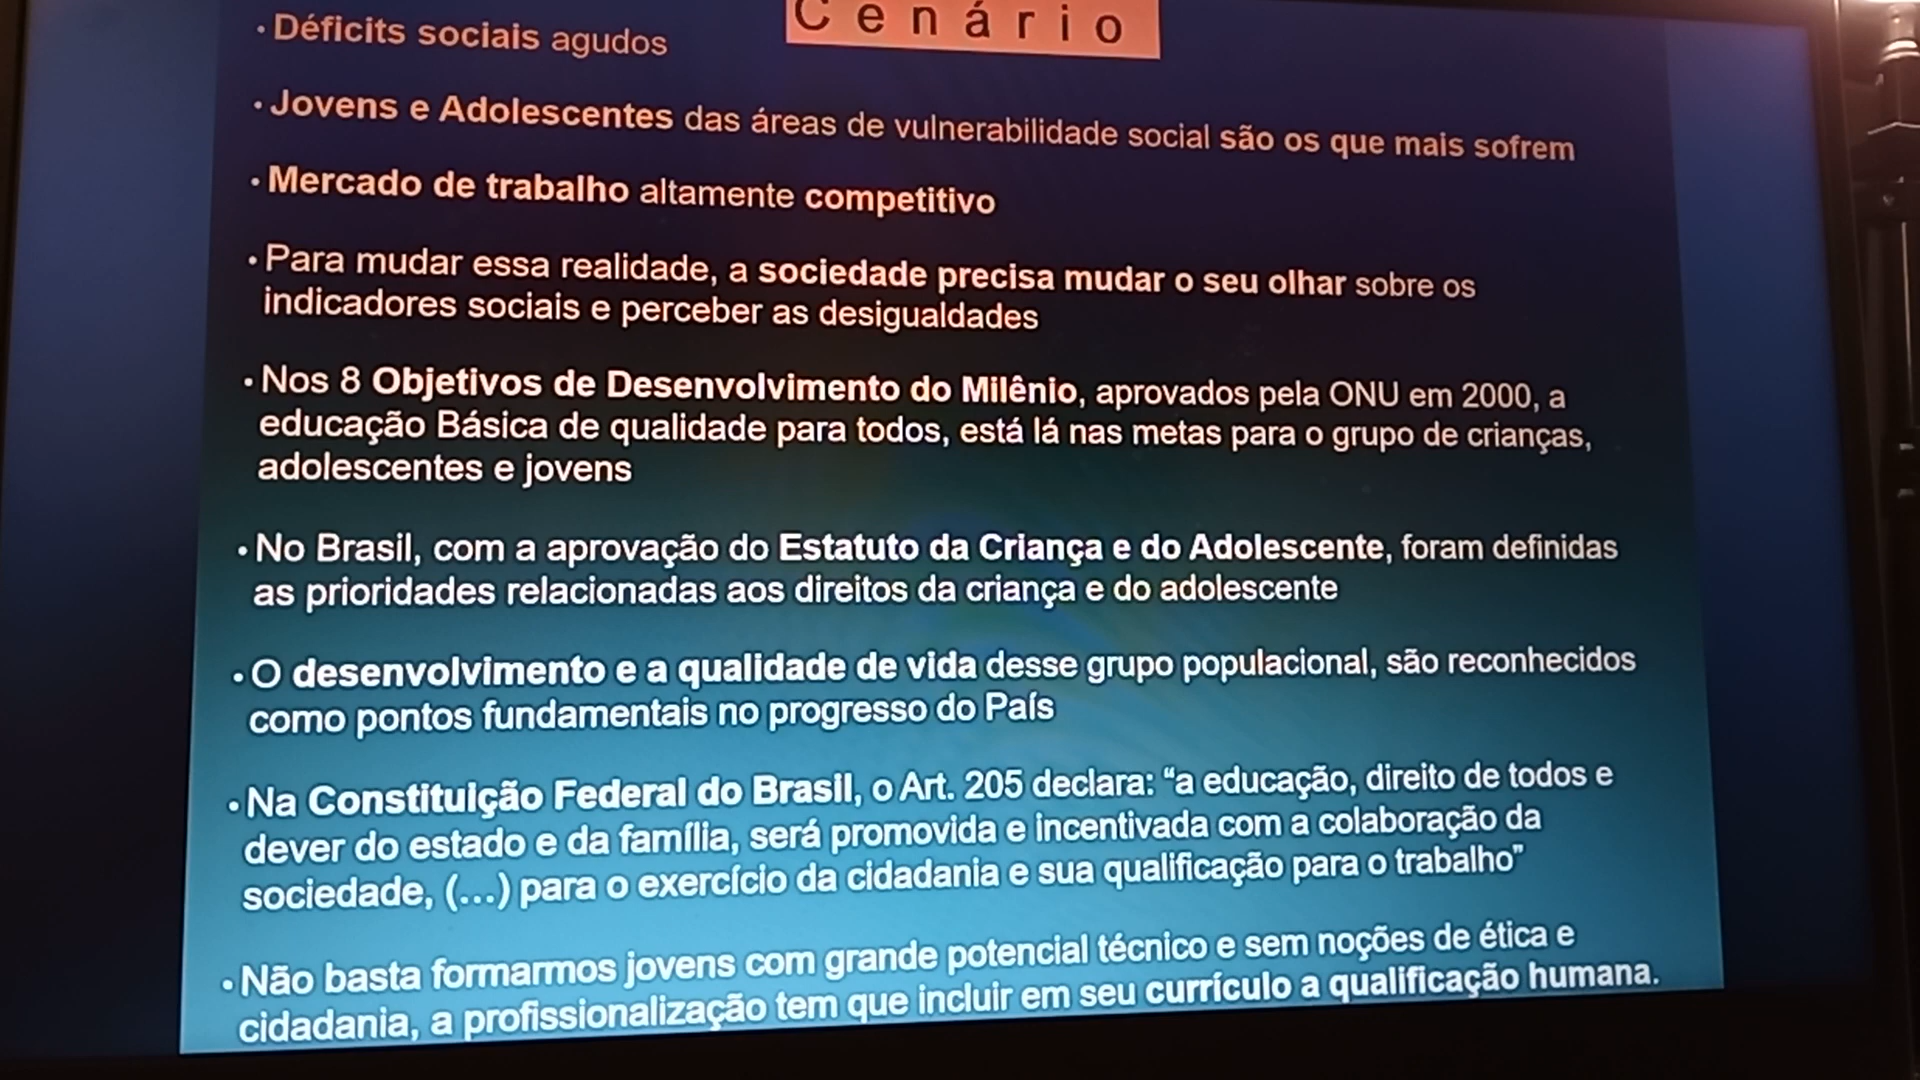 Cenário
• Déficits sociais agudos
• Jovens e Adolescentes das áreas de vulnerabilidade social são os que mais sofrem
• Mercado de trabalho altamente competitivo
• Para mudar essa realidade, a sociedade precisa mudar o seu olhar sobre os
indicadores sociais e perceber as desigualdades
• Nos 8 Objetivos de Desenvolvimento do Milênio, aprovados pela ONU em 2000, a
educação Básica de qualidade para todos, está lá nas metas para o grupo de crianças,
adolescentes e jovens
• No Brasil, com a aprovação do Estatuto da Criança e do Adolescente, foram definidas
as prioridades relacionadas aos direitos da criança e do adolescente
• O desenvolvimento e a qualidade de vida desse grupo populacional, são reconhecidos
como pontos fundamentais no progresso do País
• Na Constituição Federal do Brasil, o Art. 205 declara: “a educação, direito de todos e
dever do estado e da família, será promovida e incentivada com a colaboração da
sociedade, (...) para o exercício da cidadania e sua qualificação para o trabalho”
• Não basta formarmos jovens com grande potencial técnico e sem noções de ética e
cidadania, a profissionalização tem que incluir em seu currículo a qualificação humana.